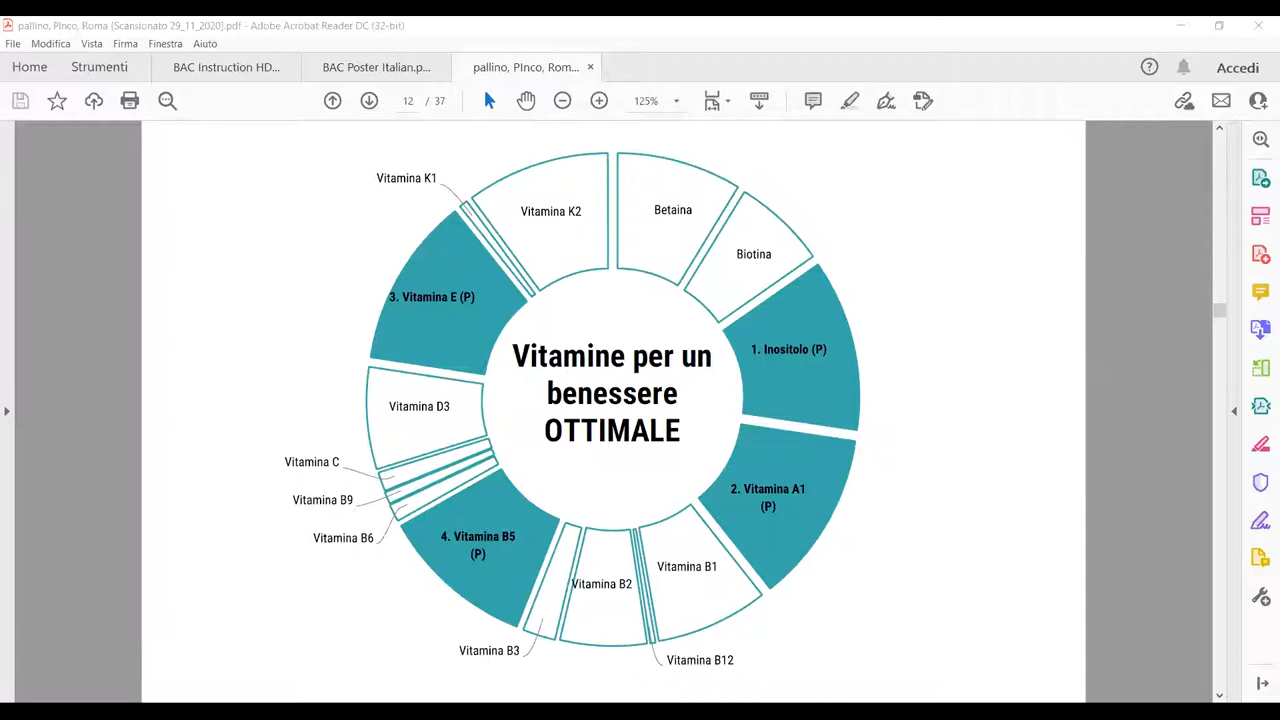 pallino, PInco, Roma [Scansionato 29_11_2020].pdf - Adobe Acrobat Reader DC (32-bit)
File Modifica Vista Firma Finestra Aiuto
Home Strumenti BAC Instruction HD... BAC Poster Italian.p... pallino, PInco, Rom... × Accedi
12 / 37 125%
Vitamina K1
Vitamina K2
Betaina
Biotina
3. Vitamina E (P)
1. Inositolo (P)
Vitamine per un
benessere
OTTIMALE
Vitamina D3
Vitamina C
2. Vitamina A1
(P)
Vitamina B9
Vitamina B6
4. Vitamina B5
(P)
Vitamina B1
Vitamina B2
Vitamina B3
Vitamina B12